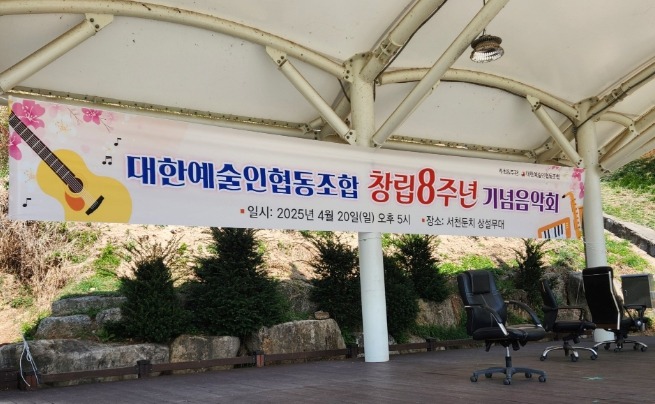 대한예술인협동조합 창립8주년 기념음악회
■일시: 2025년 4월 20일(일) 오후 5시 ■장소: 서천둔치 상설무대